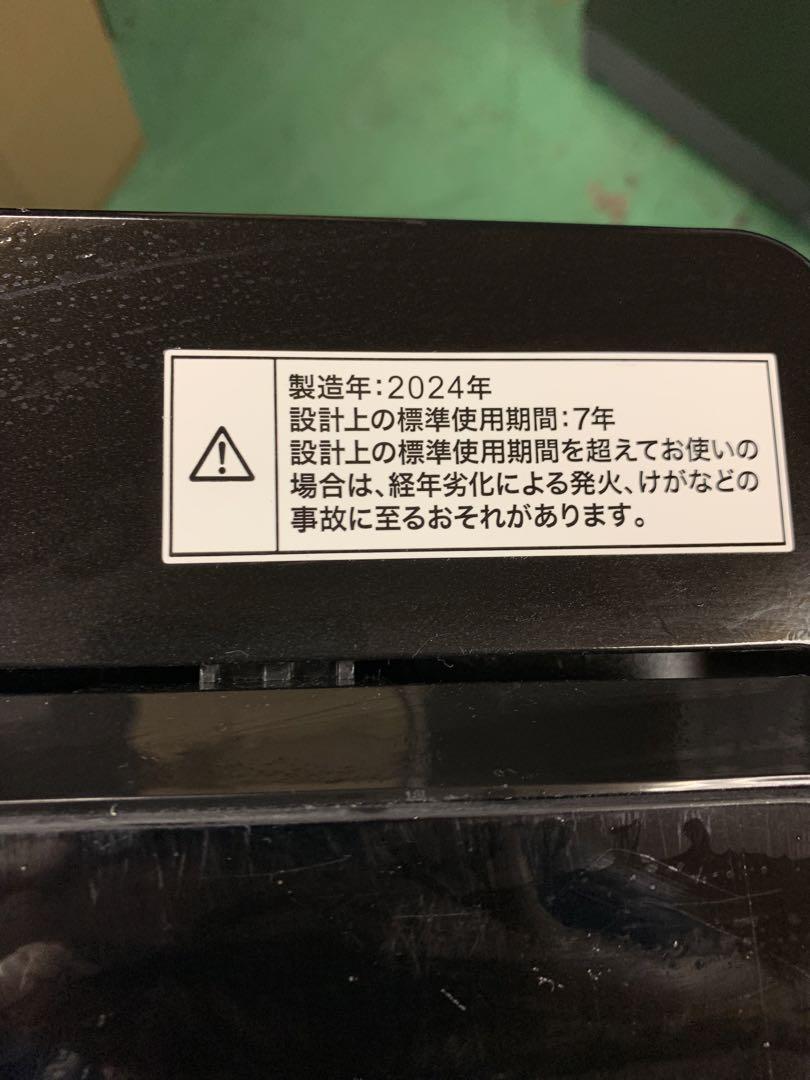 製造年:2024年
設計上の標準使用期間:7年
設計上の標準使用期間を超えてお使いの
場合は、経年劣化による発火、けがなどの
事故に至るおそれがあります。